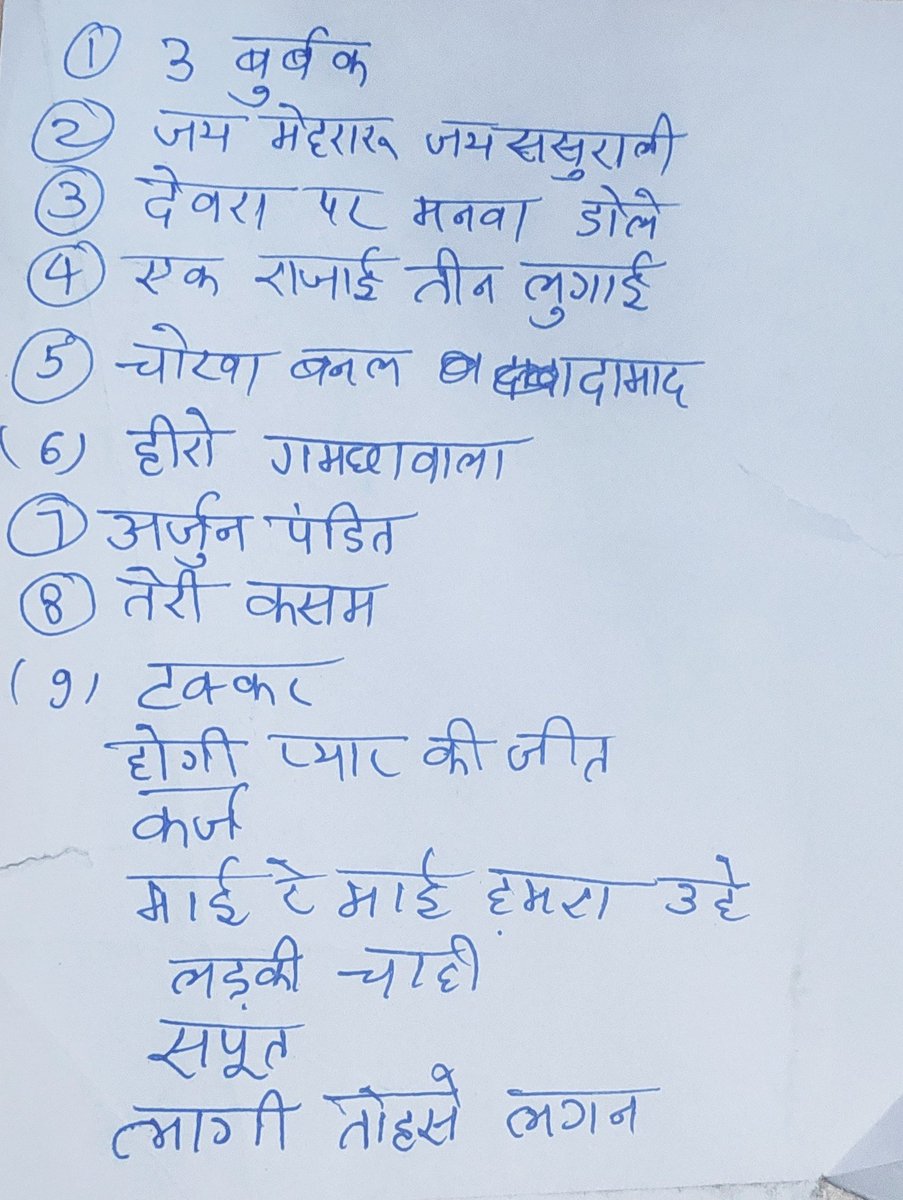 ① 3 बुर्बक
② जय मेहरारू जय ससुराली
③ देवरा पर मनवा डोले
④ एक राजाई तीन लुगाई
⑤ चोरवा बनल दामाद
(6) हीरो गमछावाला
⑦ अर्जुन पंडित
⑧ तेरी कसम
(9) टक्कर
होगी प्यार की जीत
कर्ज
माई रे माई हमरा उहे
लड़की चाही
सपूत
लागी तोहसे लगन